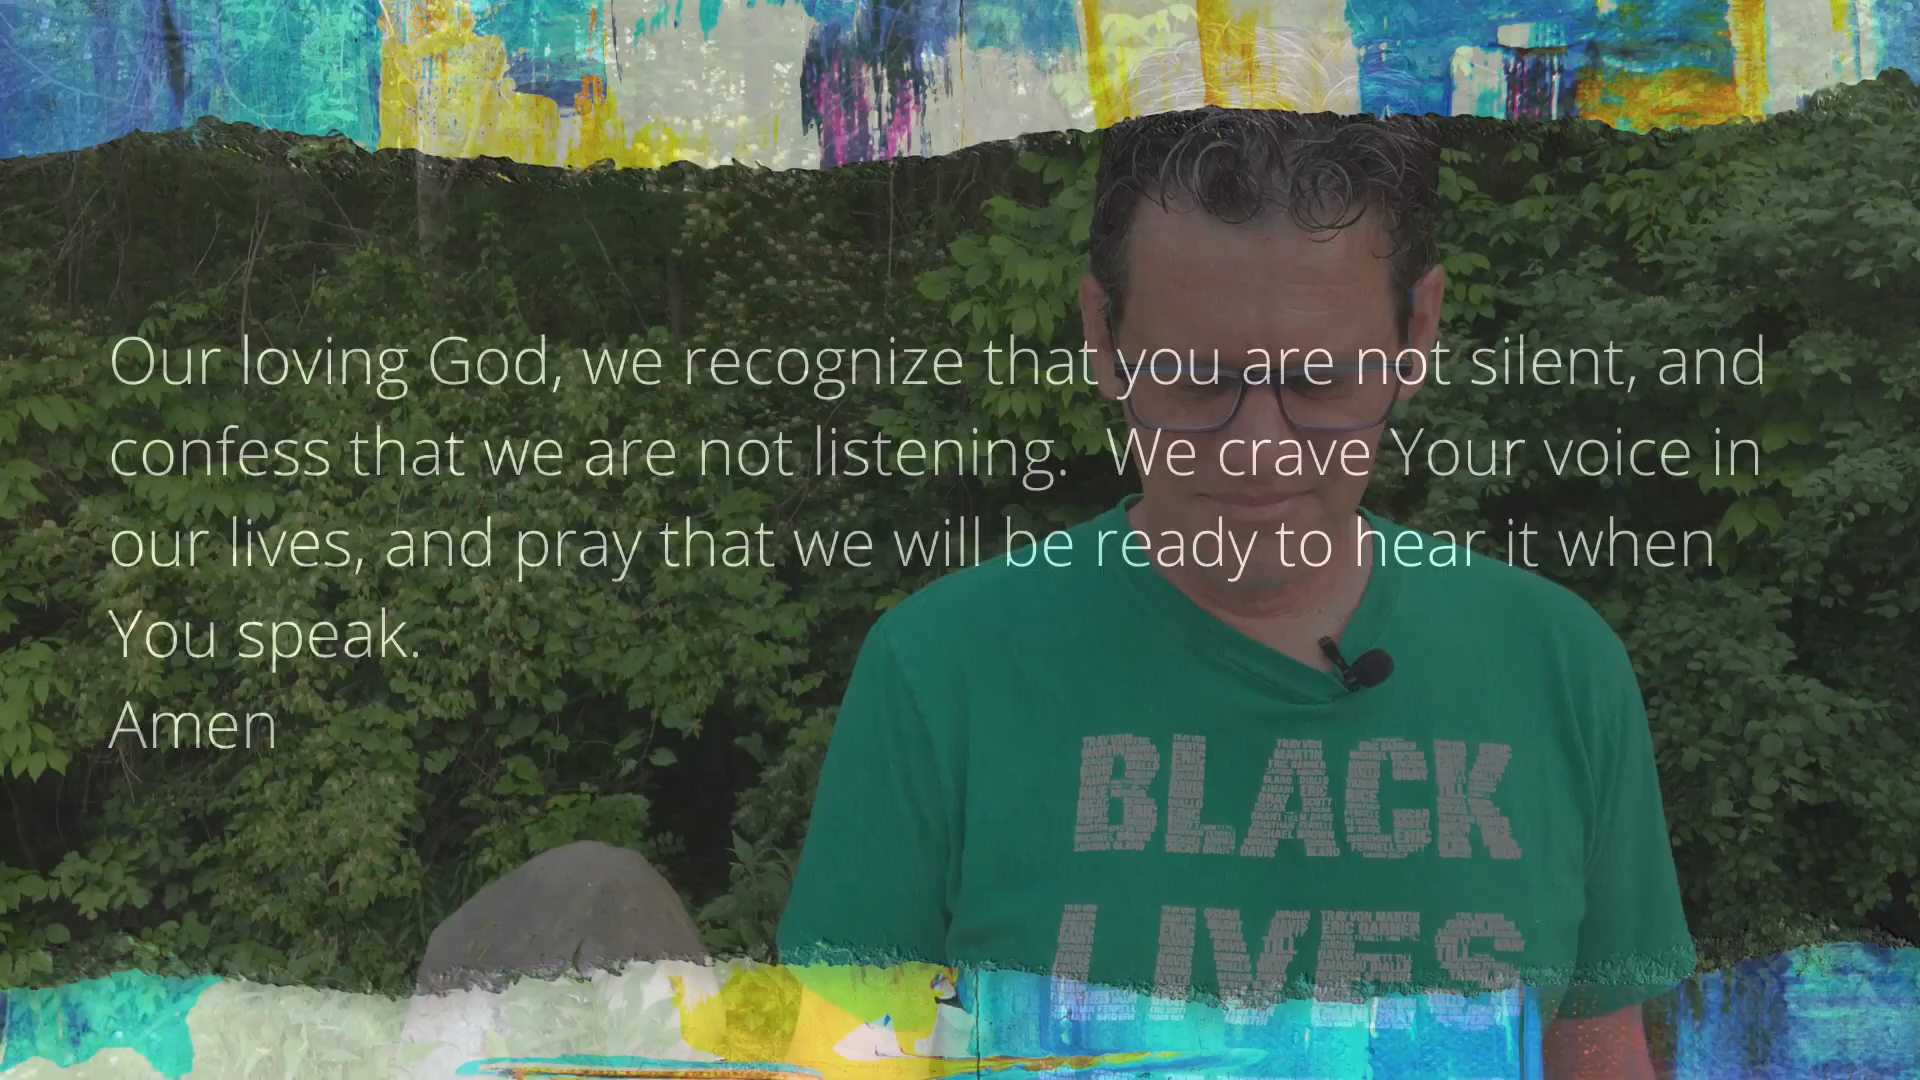 Our loving God, we recognize that you are not silent, and
confess that we are not listening.  We crave Your voice in
our lives, and pray that we will be ready to hear it when
You speak.
Amen
BLACK
LIVES